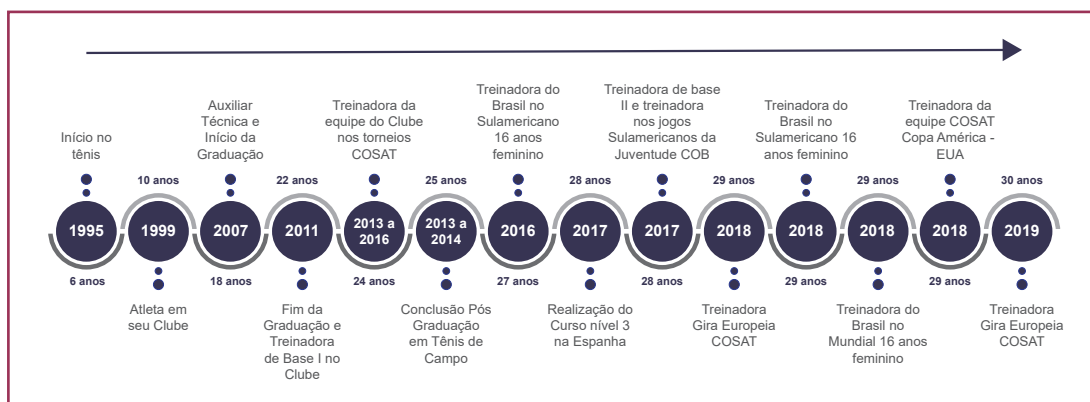 Início no
tênis
1995
6 anos
10 anos
1999
Atleta em
seu Clube
Auxiliar
Técnica e
Início da
Graduação
2007
18 anos
22 anos
2011
Fim da
Graduação e
Treinadora
de Base I no
Clube
Treinadora da
equipe do Clube
nos torneios
COSAT
2013 a
2016
24 anos
25 anos
2013 a
2014
Conclusão Pós
Graduação
em Tênis de
Campo
Treinadora do
Brasil no
Sulamericano
16 anos
feminino
2016
27 anos
28 anos
2017
Realização do
Curso nível 3
na Espanha
Treinadora de base
II e treinadora
nos jogos
Sulamericanos da
Juventude COB
2017
28 anos
29 anos
2018
Treinadora
Gira Europeia
COSAT
Treinadora do
Brasil no
Sulamericano 16
anos feminino
2018
29 anos
29 anos
2018
Treinadora do
Brasil no
Mundial 16 anos
feminino
Treinadora da
equipe COSAT
Copa América -
EUA
2018
29 anos
30 anos
2019
Treinadora
Gira Europeia
COSAT